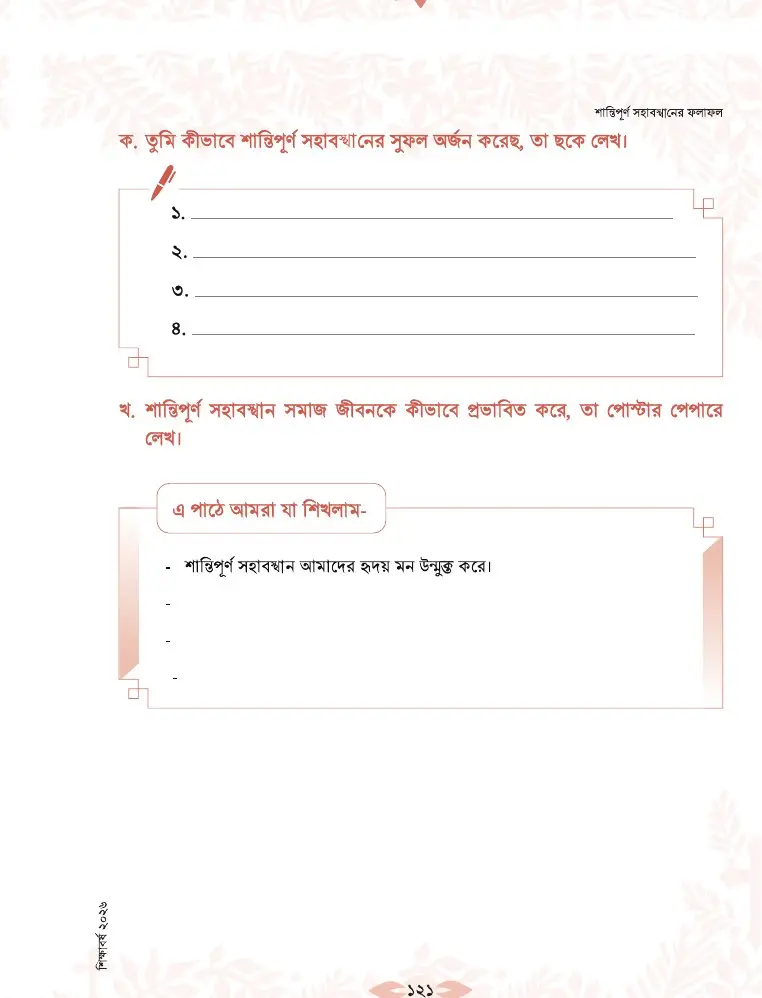 শান্তিপূর্ণ সহাবস্থানের ফলাফল
ক. তুমি কীভাবে শান্তিপূর্ণ সহাবস্থানের সুফল অর্জন করেছ, তা ছকে লেখ।
১.
২.
৩.
৪.
খ. শান্তিপূর্ণ সহাবস্থান সমাজ জীবনকে কীভাবে প্রভাবিত করে, তা পোস্টার পেপারে
লেখ।
এ পাঠে আমরা যা শিখলাম-
- শান্তিপূর্ণ সহাবস্থান আমাদের হৃদয় মন উন্মুক্ত করে।
-
-
-
শিক্ষাবর্ষ ২০২৬
১২১